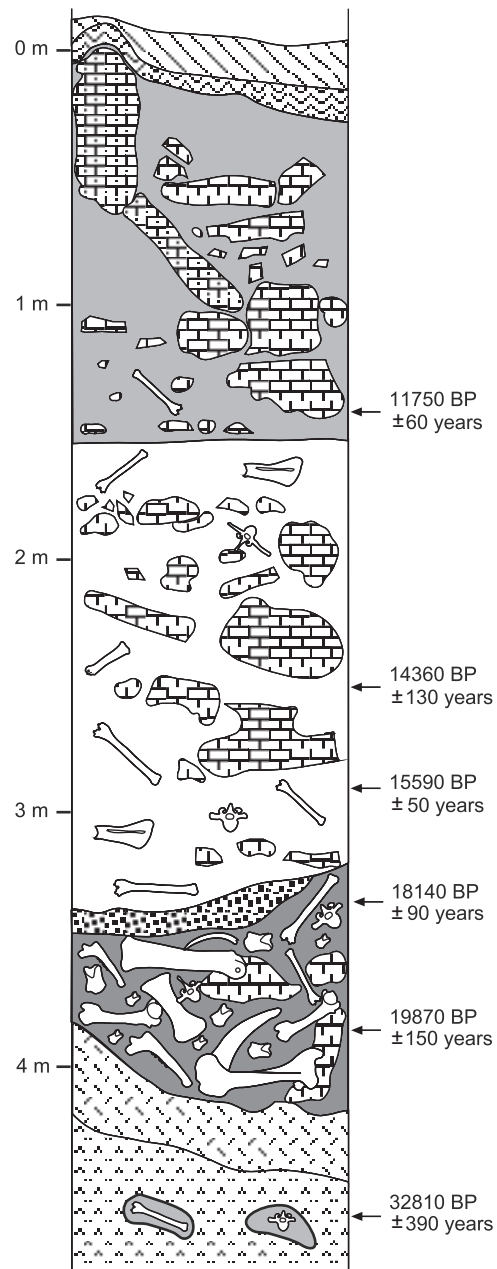 0 m
1 m
11750 BP
±60 years
2 m
14360 BP
±130 years
15590 BP
±50 years
3 m
18140 BP
±90 years
19870 BP
±150 years
4 m
32810 BP
±390 years